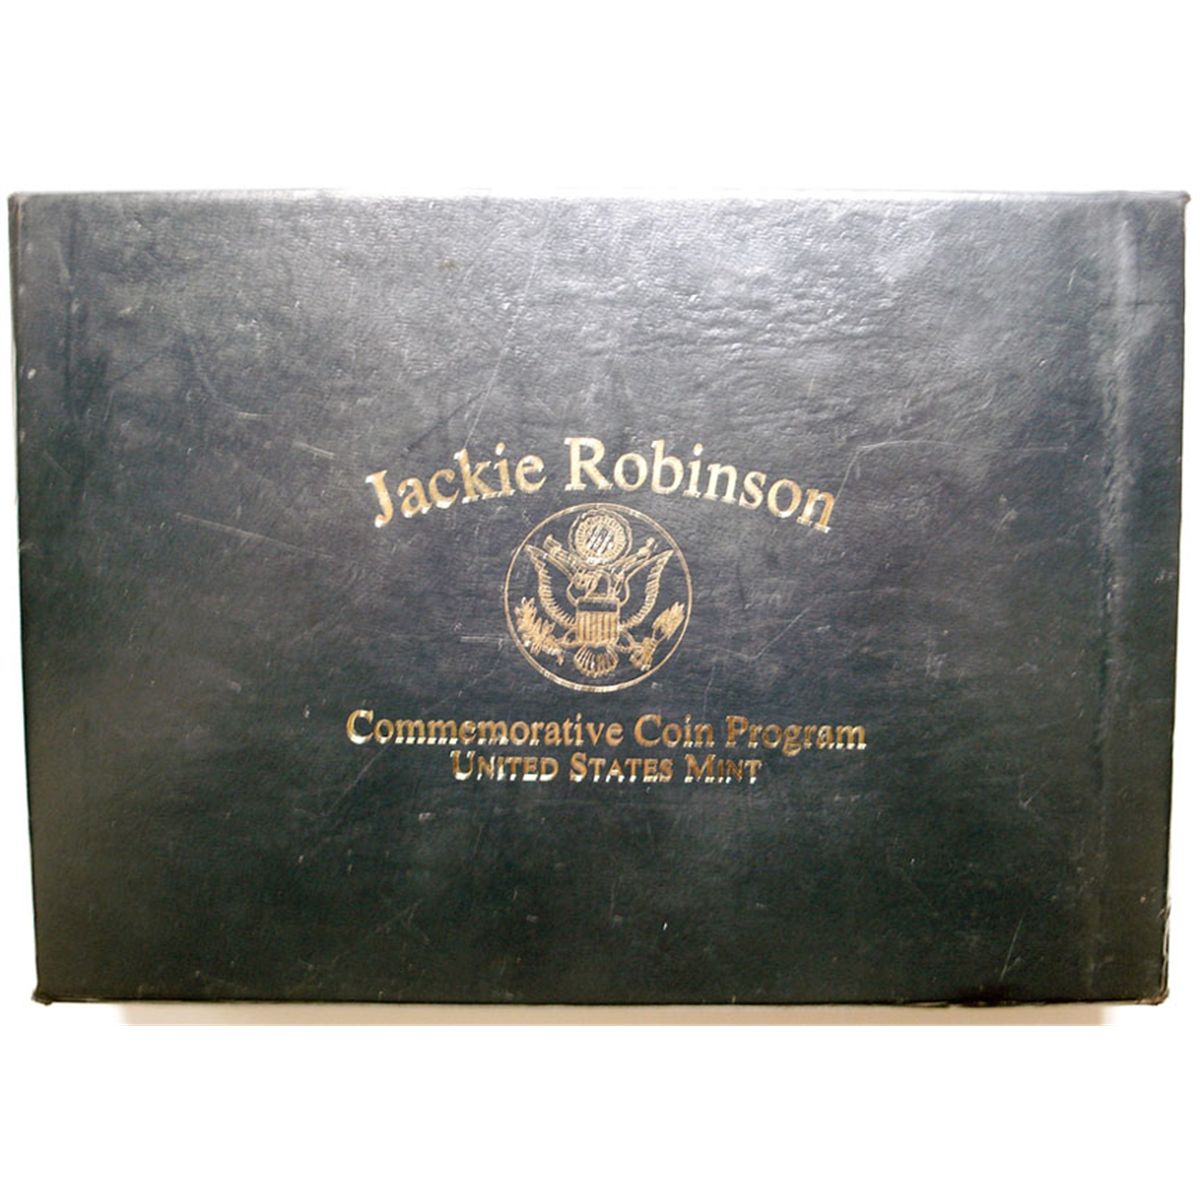 Jackie Robinson
Commemorative Coin Program
UNITED STATES MINT